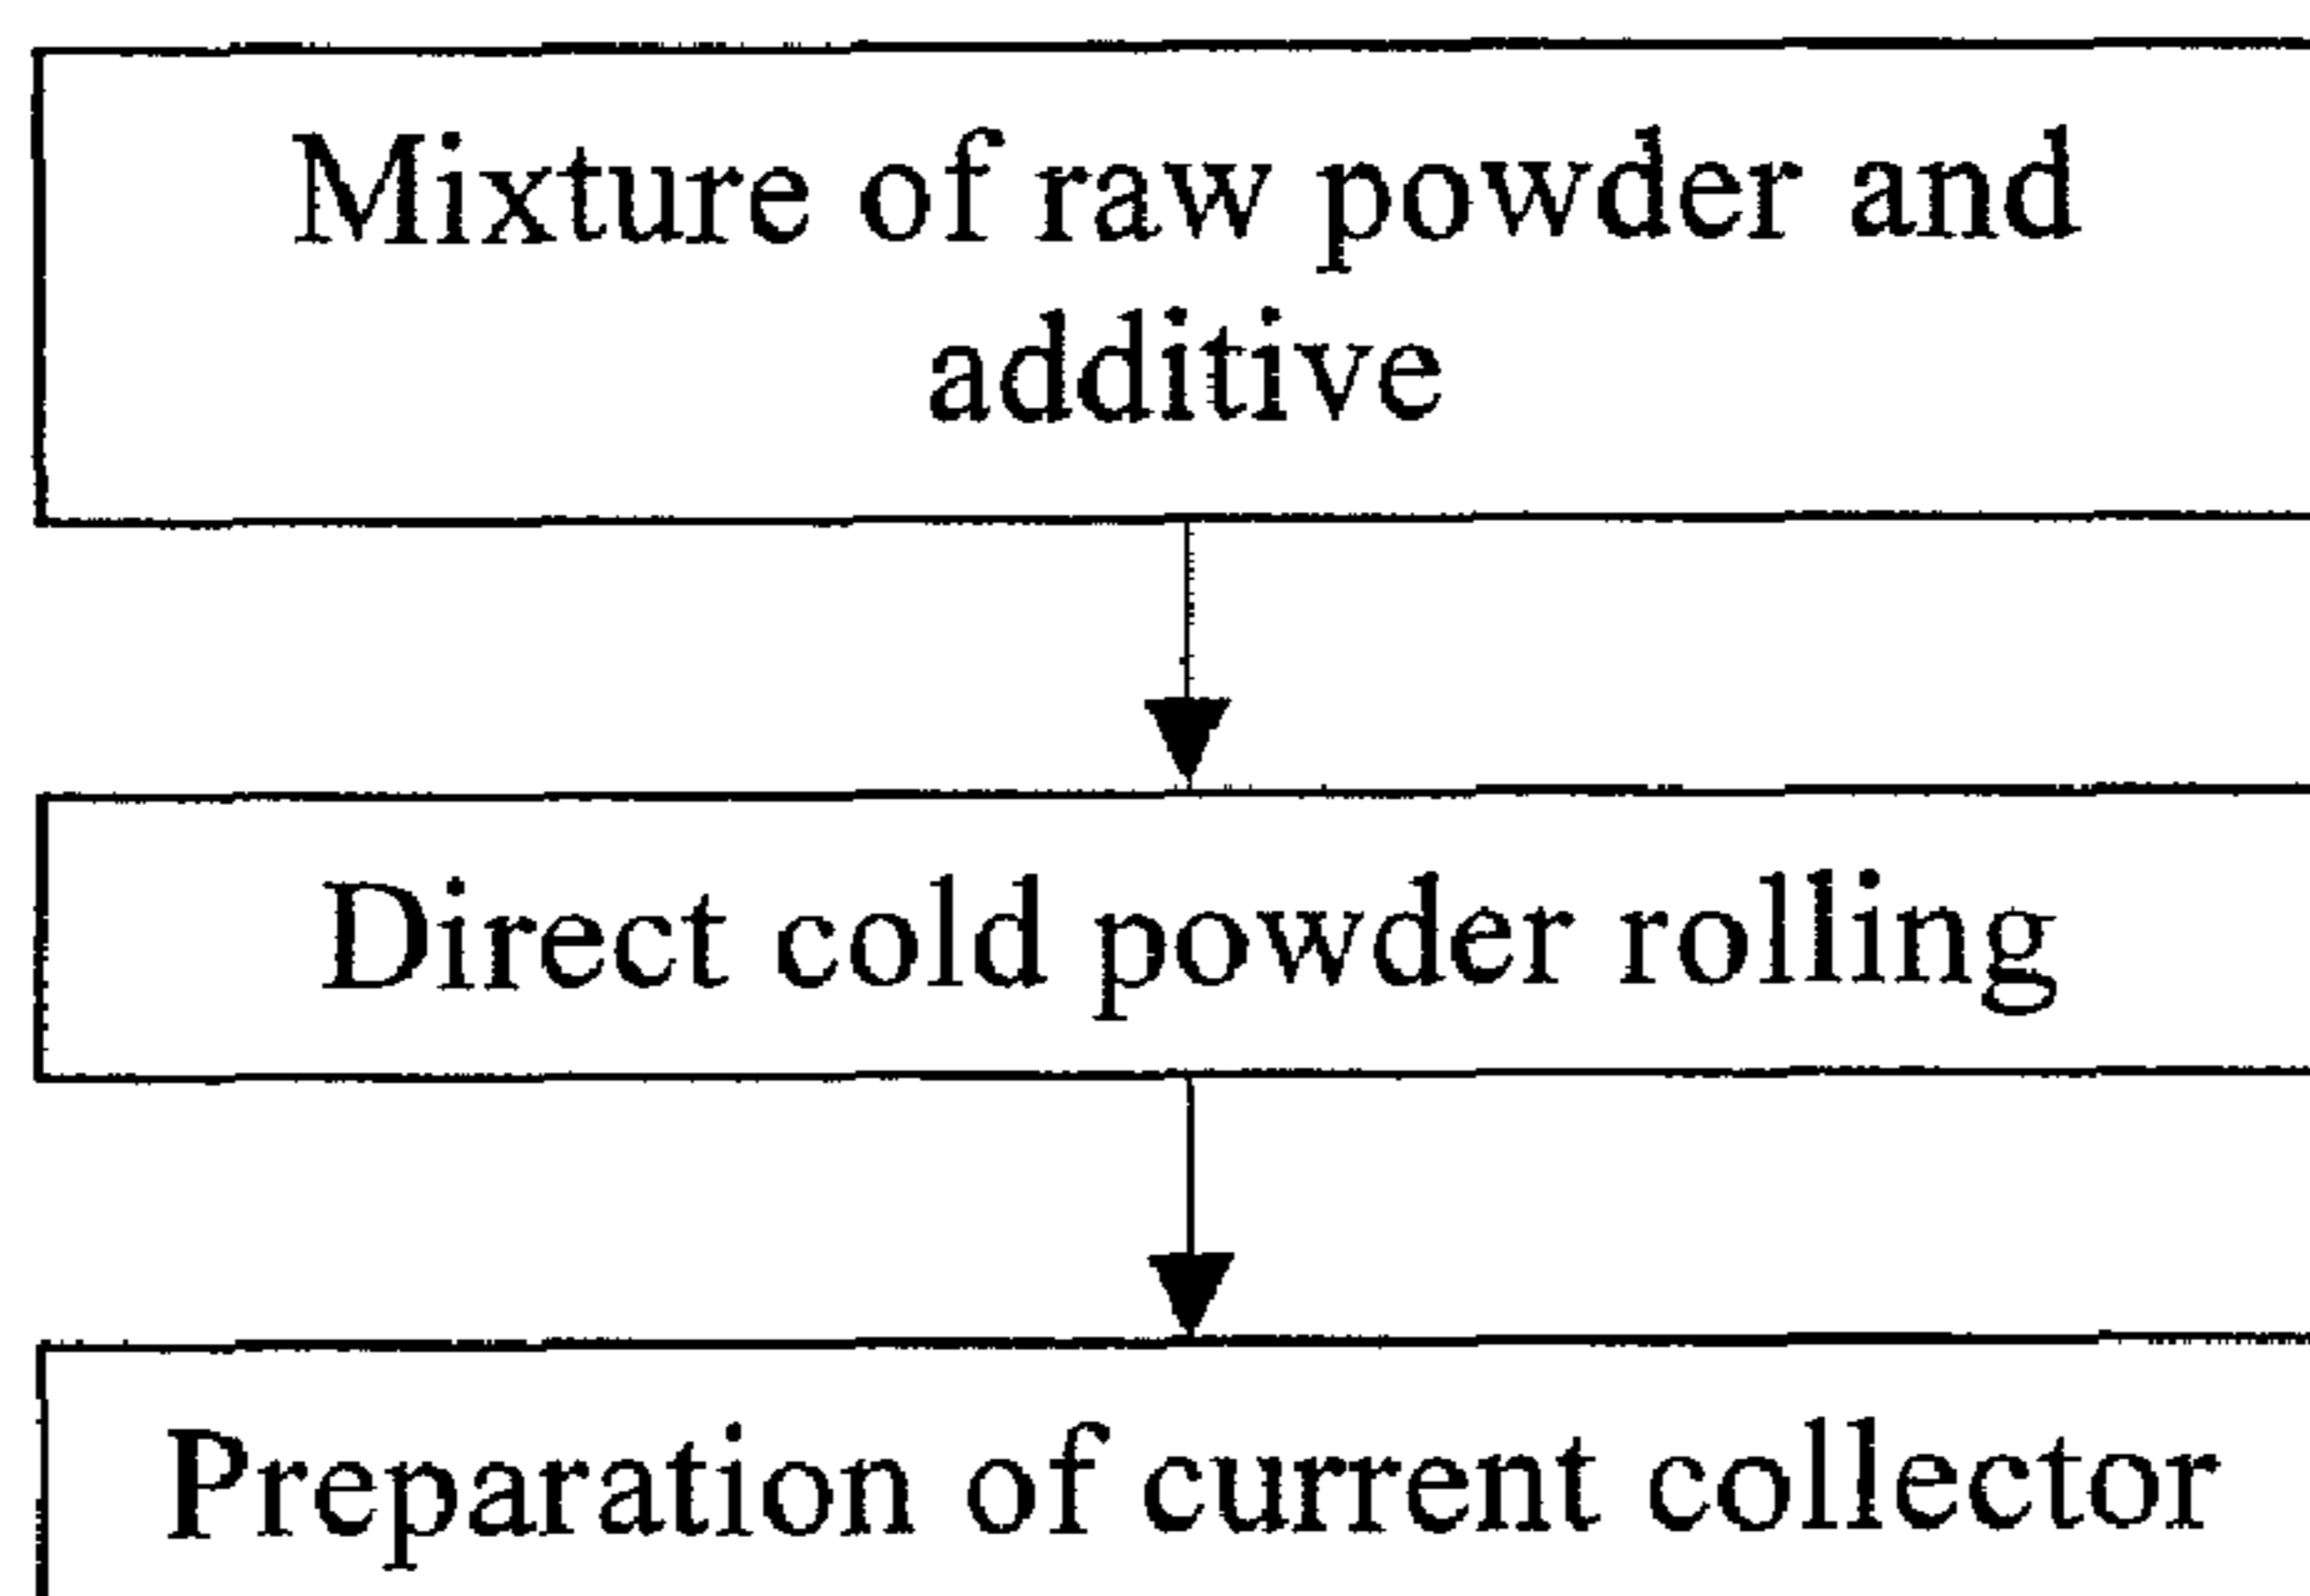 Mixture of raw powder and
additive
Direct cold powder rolling
Preparation of current collector